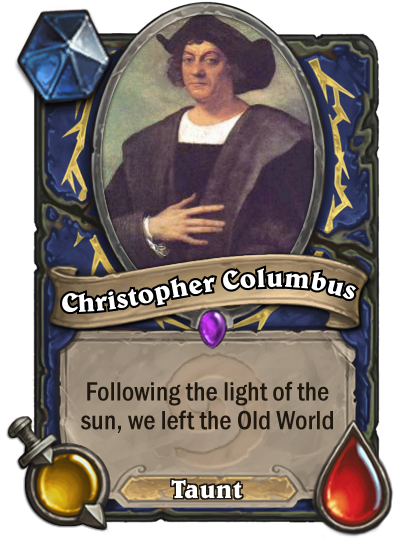 Christopher Columbus
Following the light of the
sun, we left the Old World
Taunt